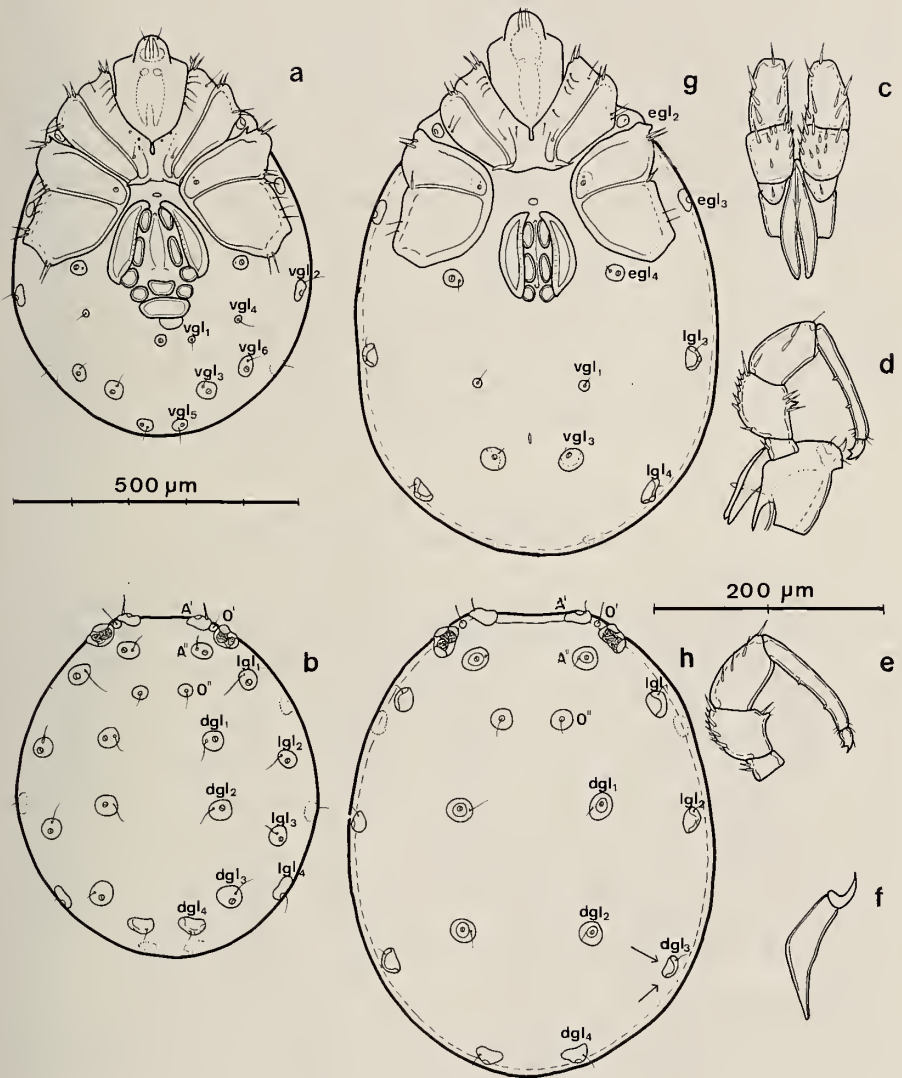 a
g
c
egl₂
egl₃
vgl₂
egl₄
vgl₄
vgl₁
vgl₆
lgl₃
d
vgl₁
vgl₃
vgl₃
vgl₅
lgl₄
500 µm
200 µm
A'
O'
A'
O'
b
h
e
A"
lgl₁
A"
lgl₁
O"
O"
dgl₁
lgl₂
dgl₁
lgl₂
dgl₂
lgl₃
dgl₃
lgl₄
f
dgl₄
dgl₂
dgl₃
dgl₄